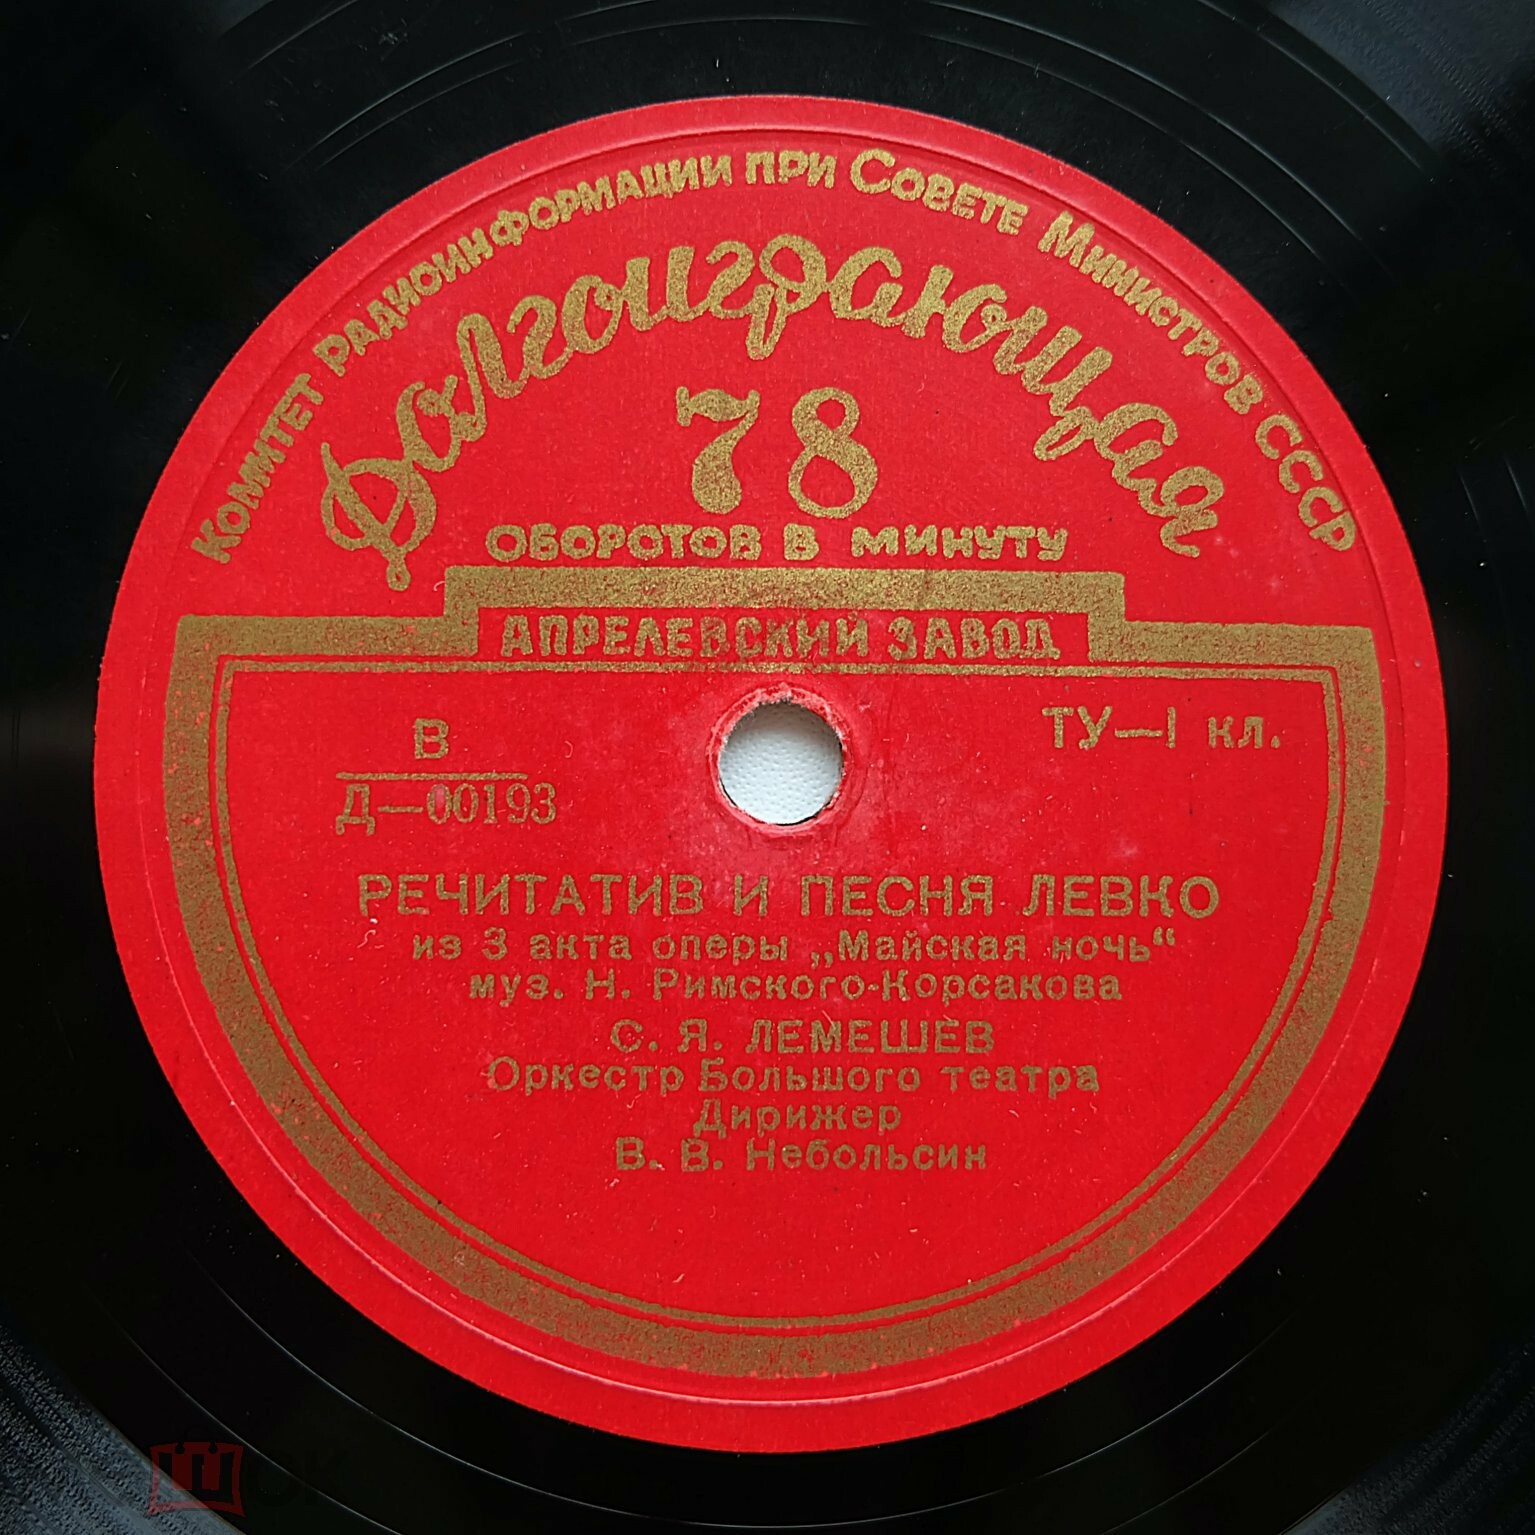 Комитет Радиоинформации при Совете Министров СССР
Долгоиграющая
78
ОБОРОТОВ В МИНУТУ
АПРЕЛЕВСКИЙ ЗАВОД
В
Д—00193
ТУ—I кл.
РЕЧИТАТИВ И ПЕСНЯ ЛЕВКО
из 3 акта оперы „Майская ночь“
муз. Н. Римского-Корсакова
С. Я. ЛЕМЕШЕВ
Оркестр Большого театра
Дирижер
В. В. Небольсин